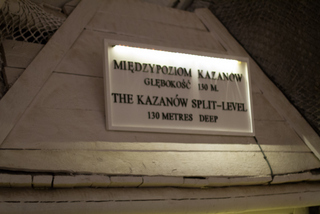 MIĘDZYPOZIOM KAZANÓW
GŁĘBOKOŚĆ 130 M.
THE KAZANÓW SPLIT-LEVEL
130 METRES DEEP